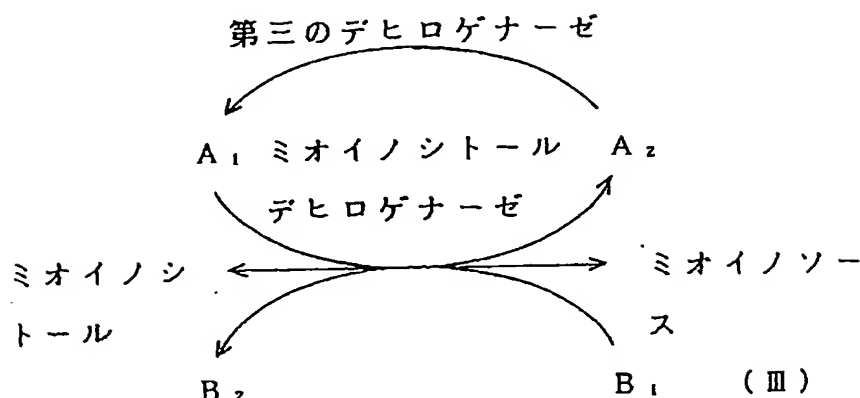 第三のデヒロゲナーゼ
A₁ ミオイノシトール A₂
デヒロゲナーゼ
ミオイノシ ミオイノソー
トール ス
B₂ B₁ (Ⅲ)